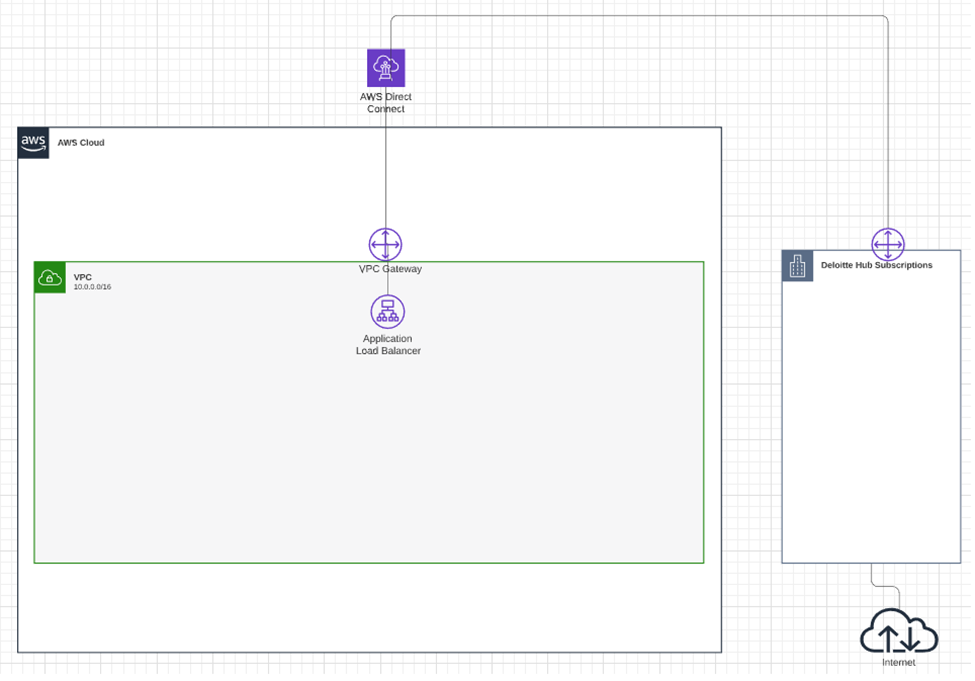 AWS Direct
Connect
aws
AWS Cloud
VPC Gateway
VPC
10.0.0.0/16
Application
Load Balancer
Deloitte Hub Subscriptions
Internet